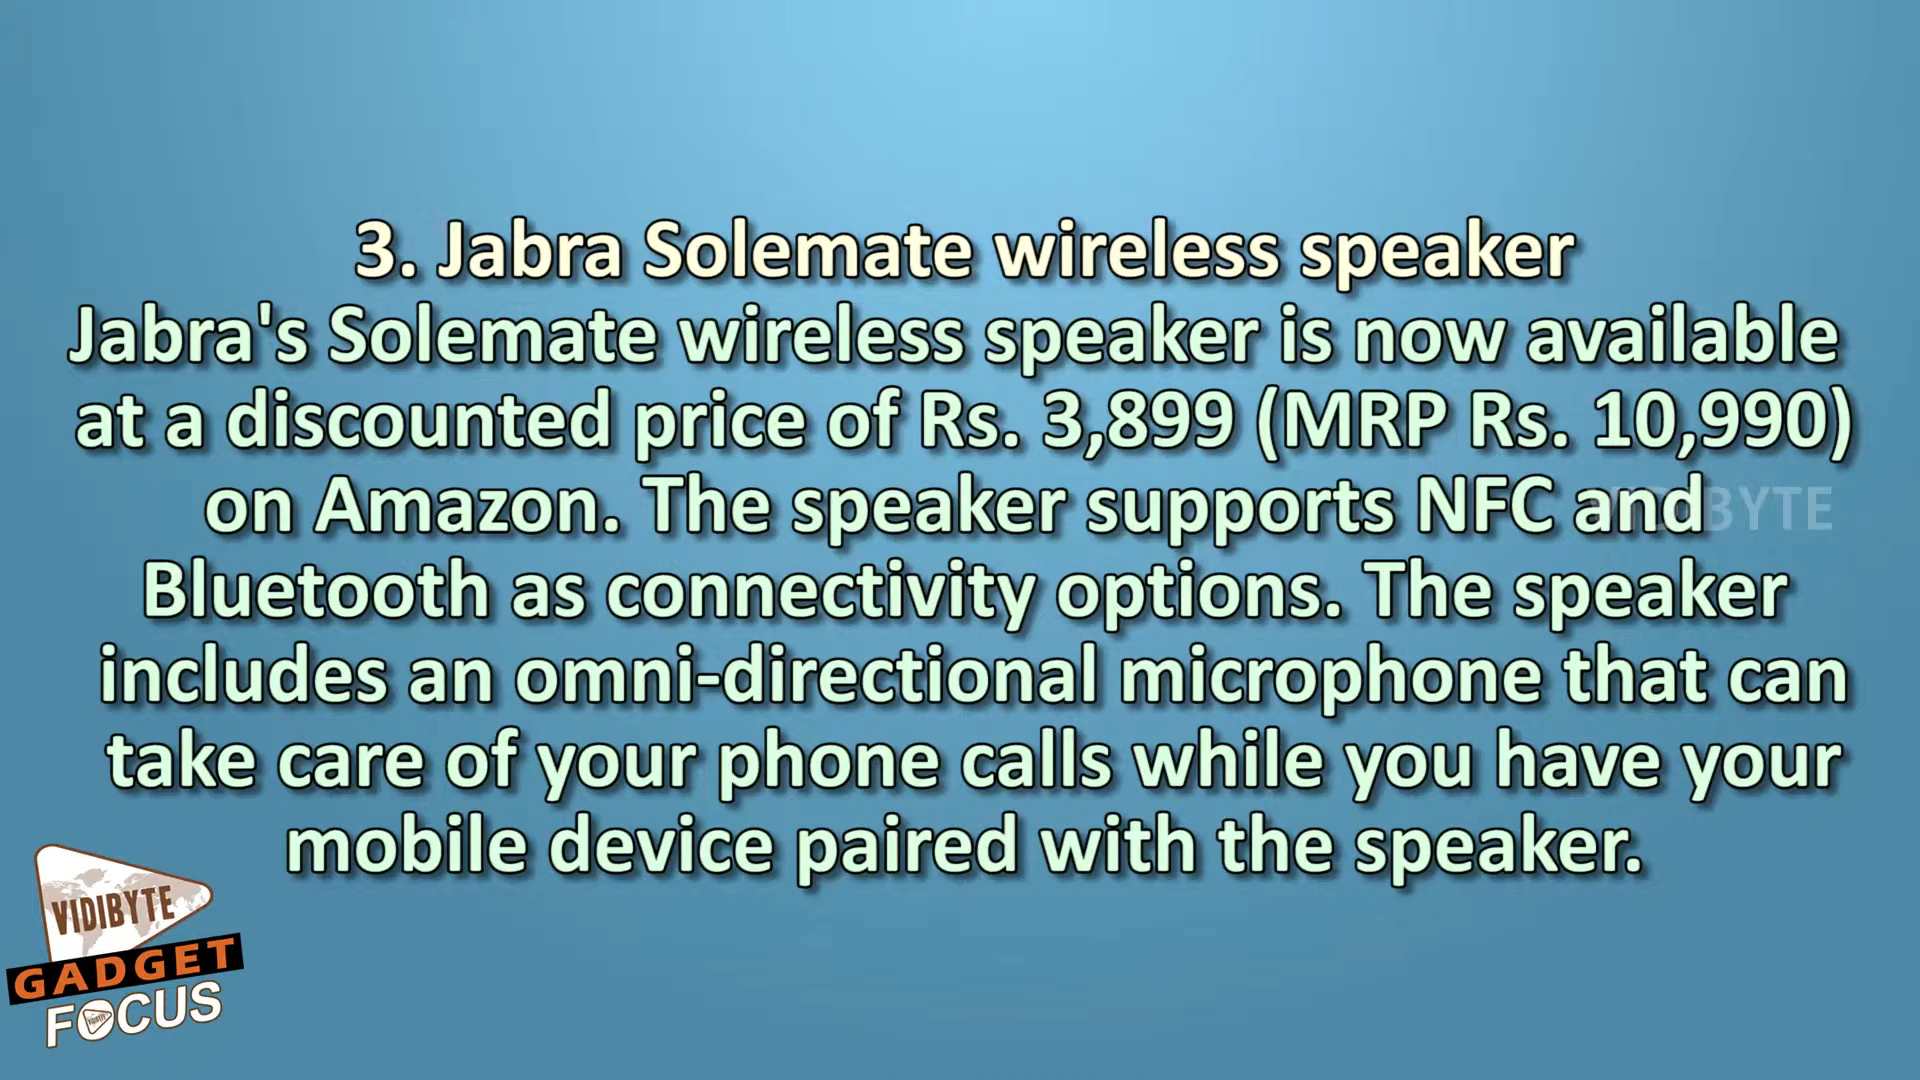 3. Jabra Solemate wireless speaker
Jabra's Solemate wireless speaker is now available
at a discounted price of Rs. 3,899 (MRP Rs. 10,990)
on Amazon. The speaker supports NFC and
VIDIBYTE
Bluetooth as connectivity options. The speaker
includes an omni-directional microphone that can
take care of your phone calls while you have your
mobile device paired with the speaker.
VIDIBYTE
GADGET
FOCUS